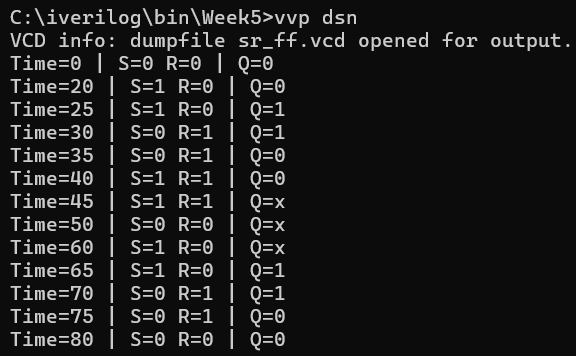 C:\iverilog\bin\Week5>vvp dsn
VCD info: dumpfile sr_ff.vcd opened for output.
Time=0 | S=0 R=0 | Q=0
Time=20 | S=1 R=0 | Q=0
Time=25 | S=1 R=0 | Q=1
Time=30 | S=0 R=1 | Q=1
Time=35 | S=0 R=1 | Q=0
Time=40 | S=1 R=1 | Q=0
Time=45 | S=1 R=1 | Q=x
Time=50 | S=0 R=0 | Q=x
Time=60 | S=1 R=0 | Q=x
Time=65 | S=1 R=0 | Q=1
Time=70 | S=0 R=1 | Q=1
Time=75 | S=0 R=1 | Q=0
Time=80 | S=0 R=0 | Q=0